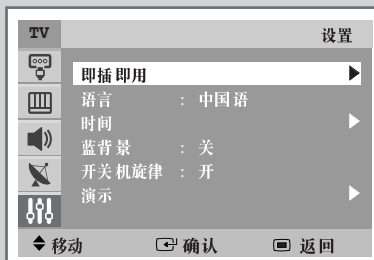 TV 设置
即插即用
语言 : 中国语
时间
蓝背景 : 关
开关机旋律 : 开
演示
移动 确认 返回